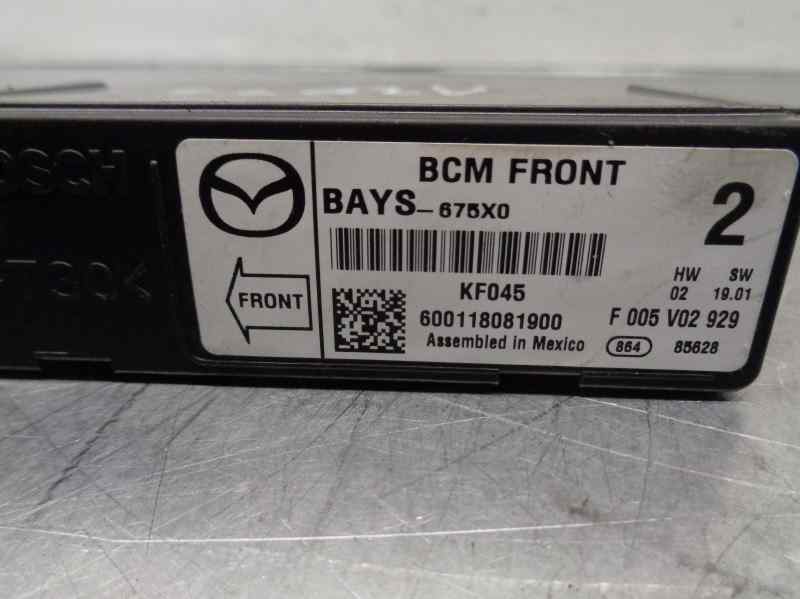 BCM FRONT
BAYS-675X0
2
KF045
600118081900
Assembled in Mexico
FRONT
HW SW
02 19.01
F 005 V02 929
864 85628